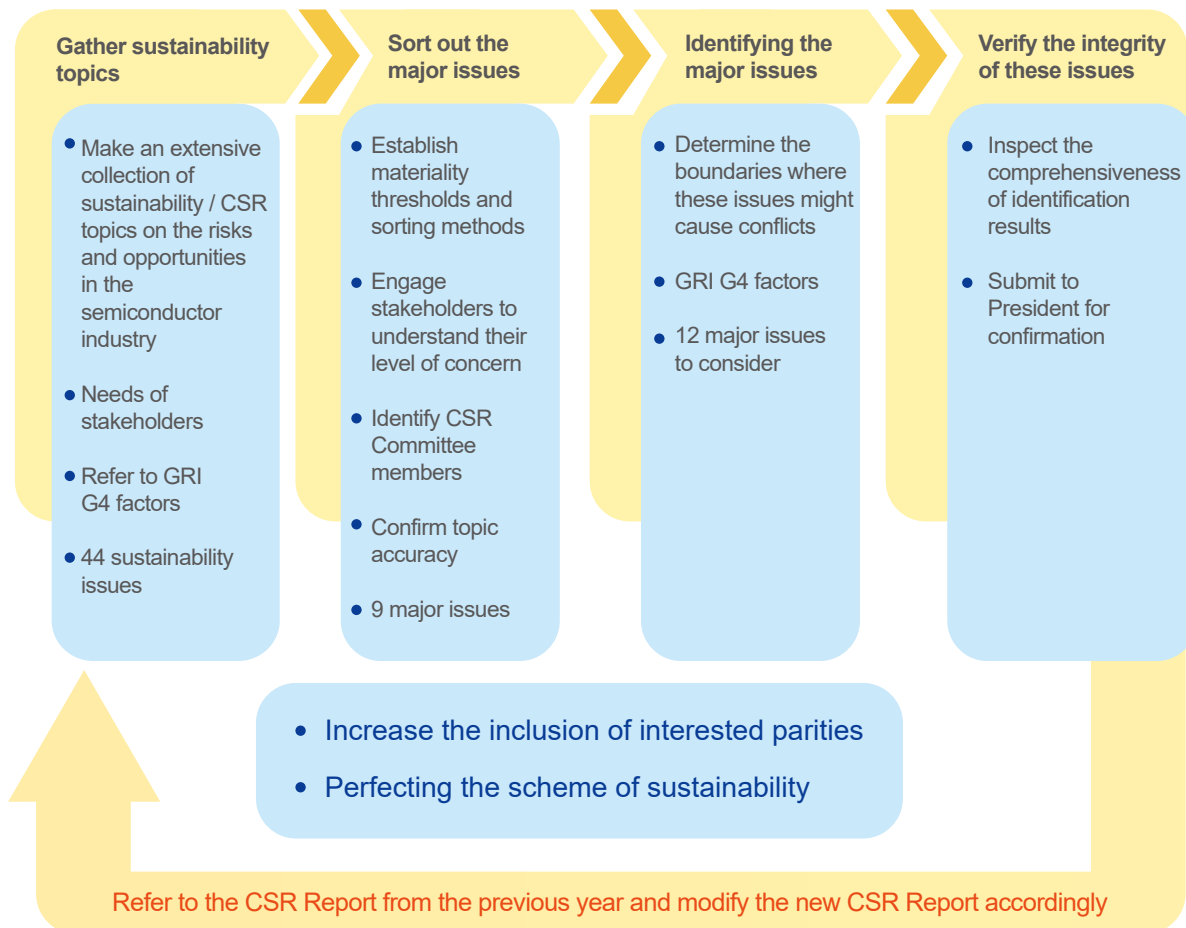 Gather sustainability
topics
Sort out the
major issues
Identifying the
major issues
Verify the integrity
of these issues
• Make an extensive
collection of
sustainability / CSR
topics on the risks
and opportunities
in the
semiconductor
industry
• Needs of
stakeholders
• Refer to GRI
G4 factors
• 44 sustainability
issues
• Establish
materiality
thresholds and
sorting methods
• Engage
stakeholders to
understand their
level of concern
• Identify CSR
Committee
members
• Confirm topic
accuracy
• 9 major issues
• Determine the
boundaries where
these issues might
cause conflicts
• GRI G4 factors
• 12 major issues
to consider
• Inspect the
comprehensiveness
of identification
results
• Submit to
President for
confirmation
• Increase the inclusion of interested parities
• Perfecting the scheme of sustainability
Refer to the CSR Report from the previous year and modify the new CSR Report accordingly